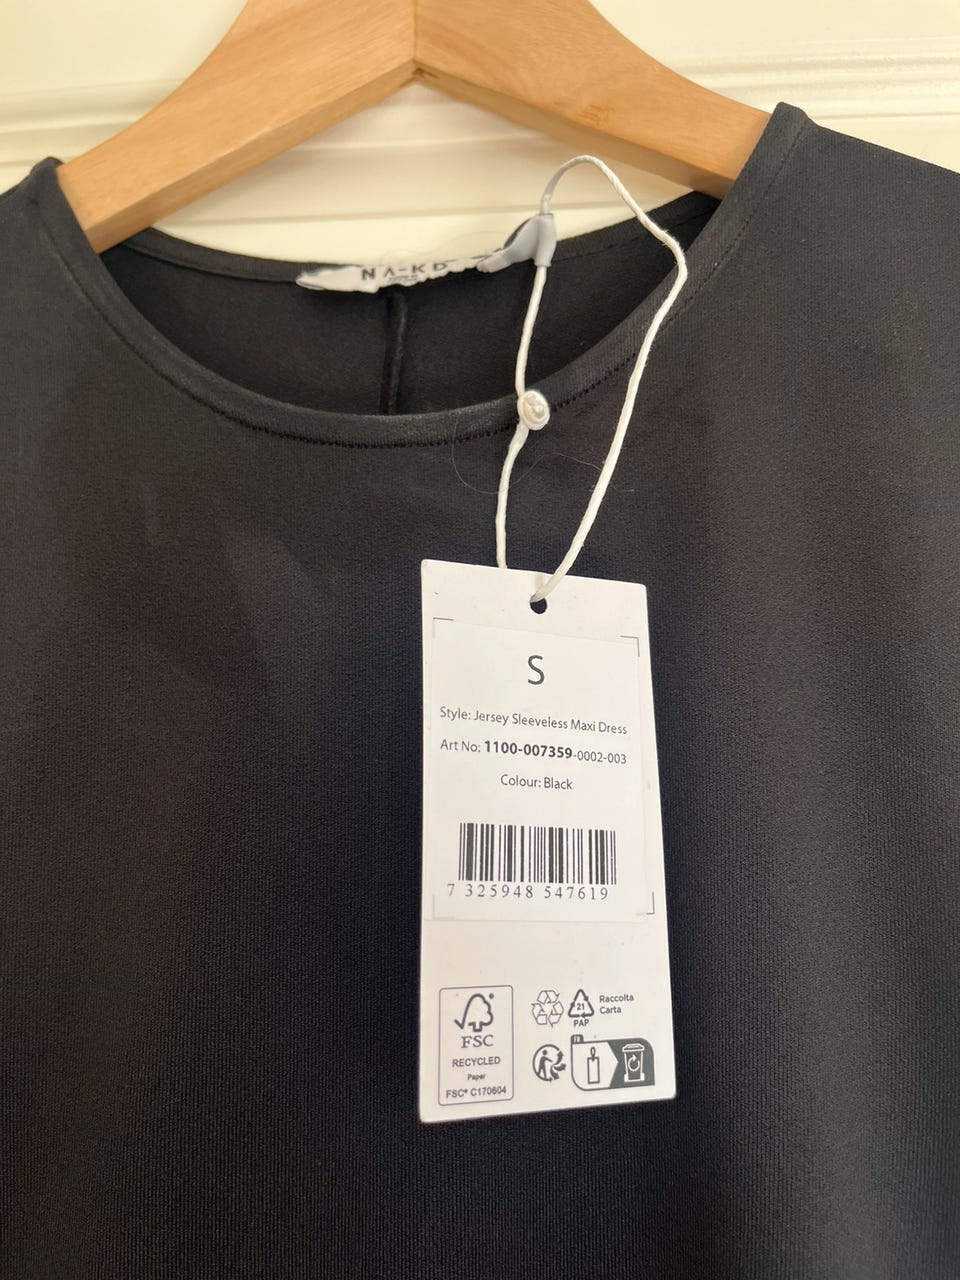 NA-KD
S
Style: Jersey Sleeveless Maxi Dress
Art No: 1100-007359-0002-003
Colour: Black
7 325948 547619
FSC
RECYCLED
Paper
FSC® C170604
21
PAP
Raccolta
Carta
FR